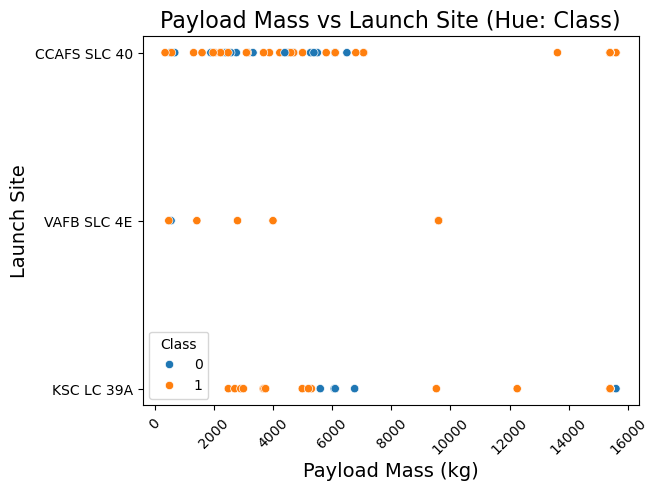 Payload Mass vs Launch Site (Hue: Class)
Launch Site
CCAFS SLC 40
VAFB SLC 4E
KSC LC 39A
Class
0
1
0 2000 4000 6000 8000 10000 12000 14000 16000
Payload Mass (kg)